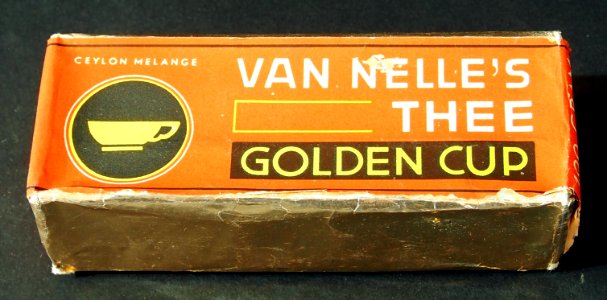 CEYLON MELANGE
VAN NELLE'S
THEE
GOLDEN CUP